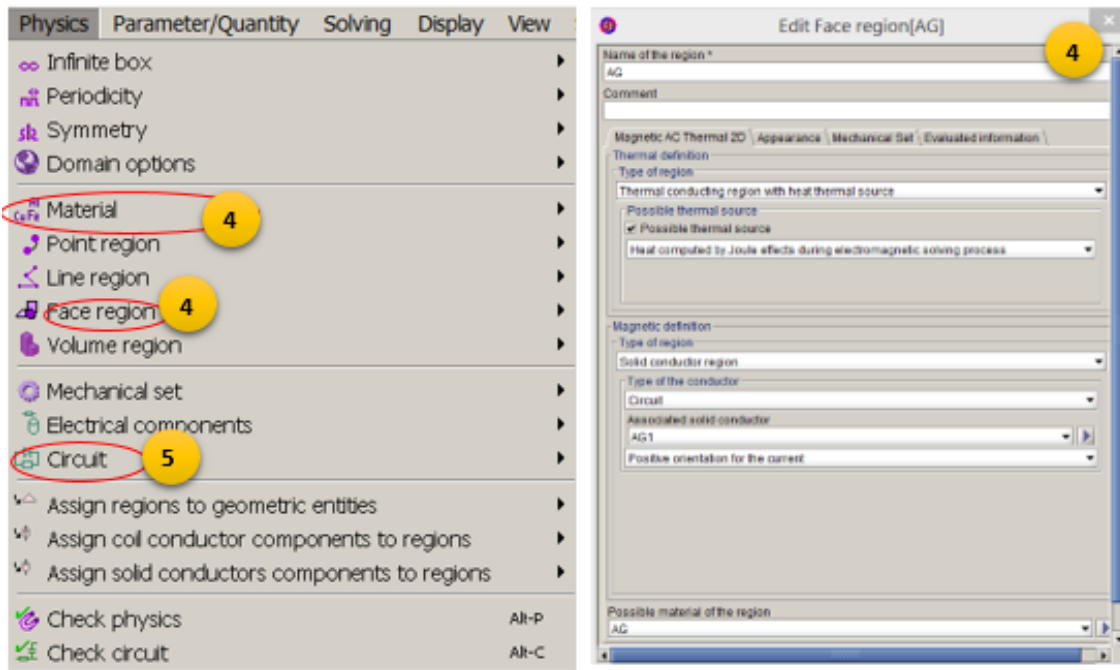 Physics Parameter/Quantity Solving Display View
Infinite box
Periodicity
Symmetry
Domain options
Material
4
Point region
Line region
Face region
4
Volume region
Mechanical set
Electrical components
Circuit
5
Assign regions to geometric entities
Assign coil conductor components to regions
Assign solid conductors components to regions
Check physics Alt-P
Check circuit Alt-C
Edit Face region[AG]
4
Name of the region *
AG
Comment
Magnetic AC Thermal 2D Appearance Mechanical Set Evaluated information
Thermal definition
Type of region
Thermal conducting region with heat thermal source
Possible thermal source
Possible thermal source
Heat computed by Joule effects during electromagnetic solving process
Magnetic definition
Type of region
Solid conductor region
Type of the conductor
Circuit
Associated solid conductor
AG1
Positive orientation for the current
Possible material of the region
AG